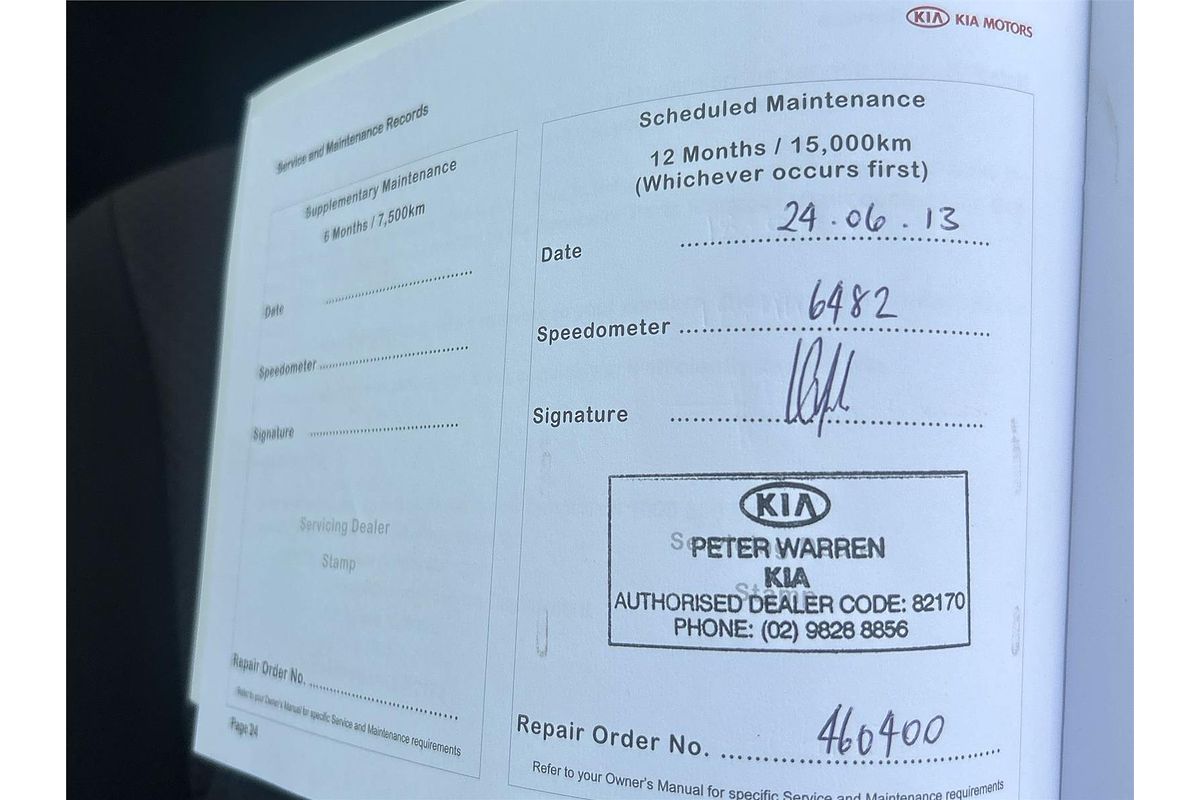 KIA KIA MOTORS
Service and Maintenance Records
Supplementary Maintenance
6 Months / 7,500km
Date
Speedometer
Signature
Servicing Dealer
Stamp
Repair Order No.
Refer to your Owner's Manual for specific Service and Maintenance requirements
Page 24
Scheduled Maintenance
12 Months / 15,000km
(Whichever occurs first)
Date 24.06.13
Speedometer 6482
Signature
KIA
PETER WARREN
KIA
Stamp
AUTHORISED DEALER CODE: 82170
PHONE: (02) 9828 8856
Repair Order No. 460400
Refer to your Owner's Manual for specific Service and Maintenance requirements